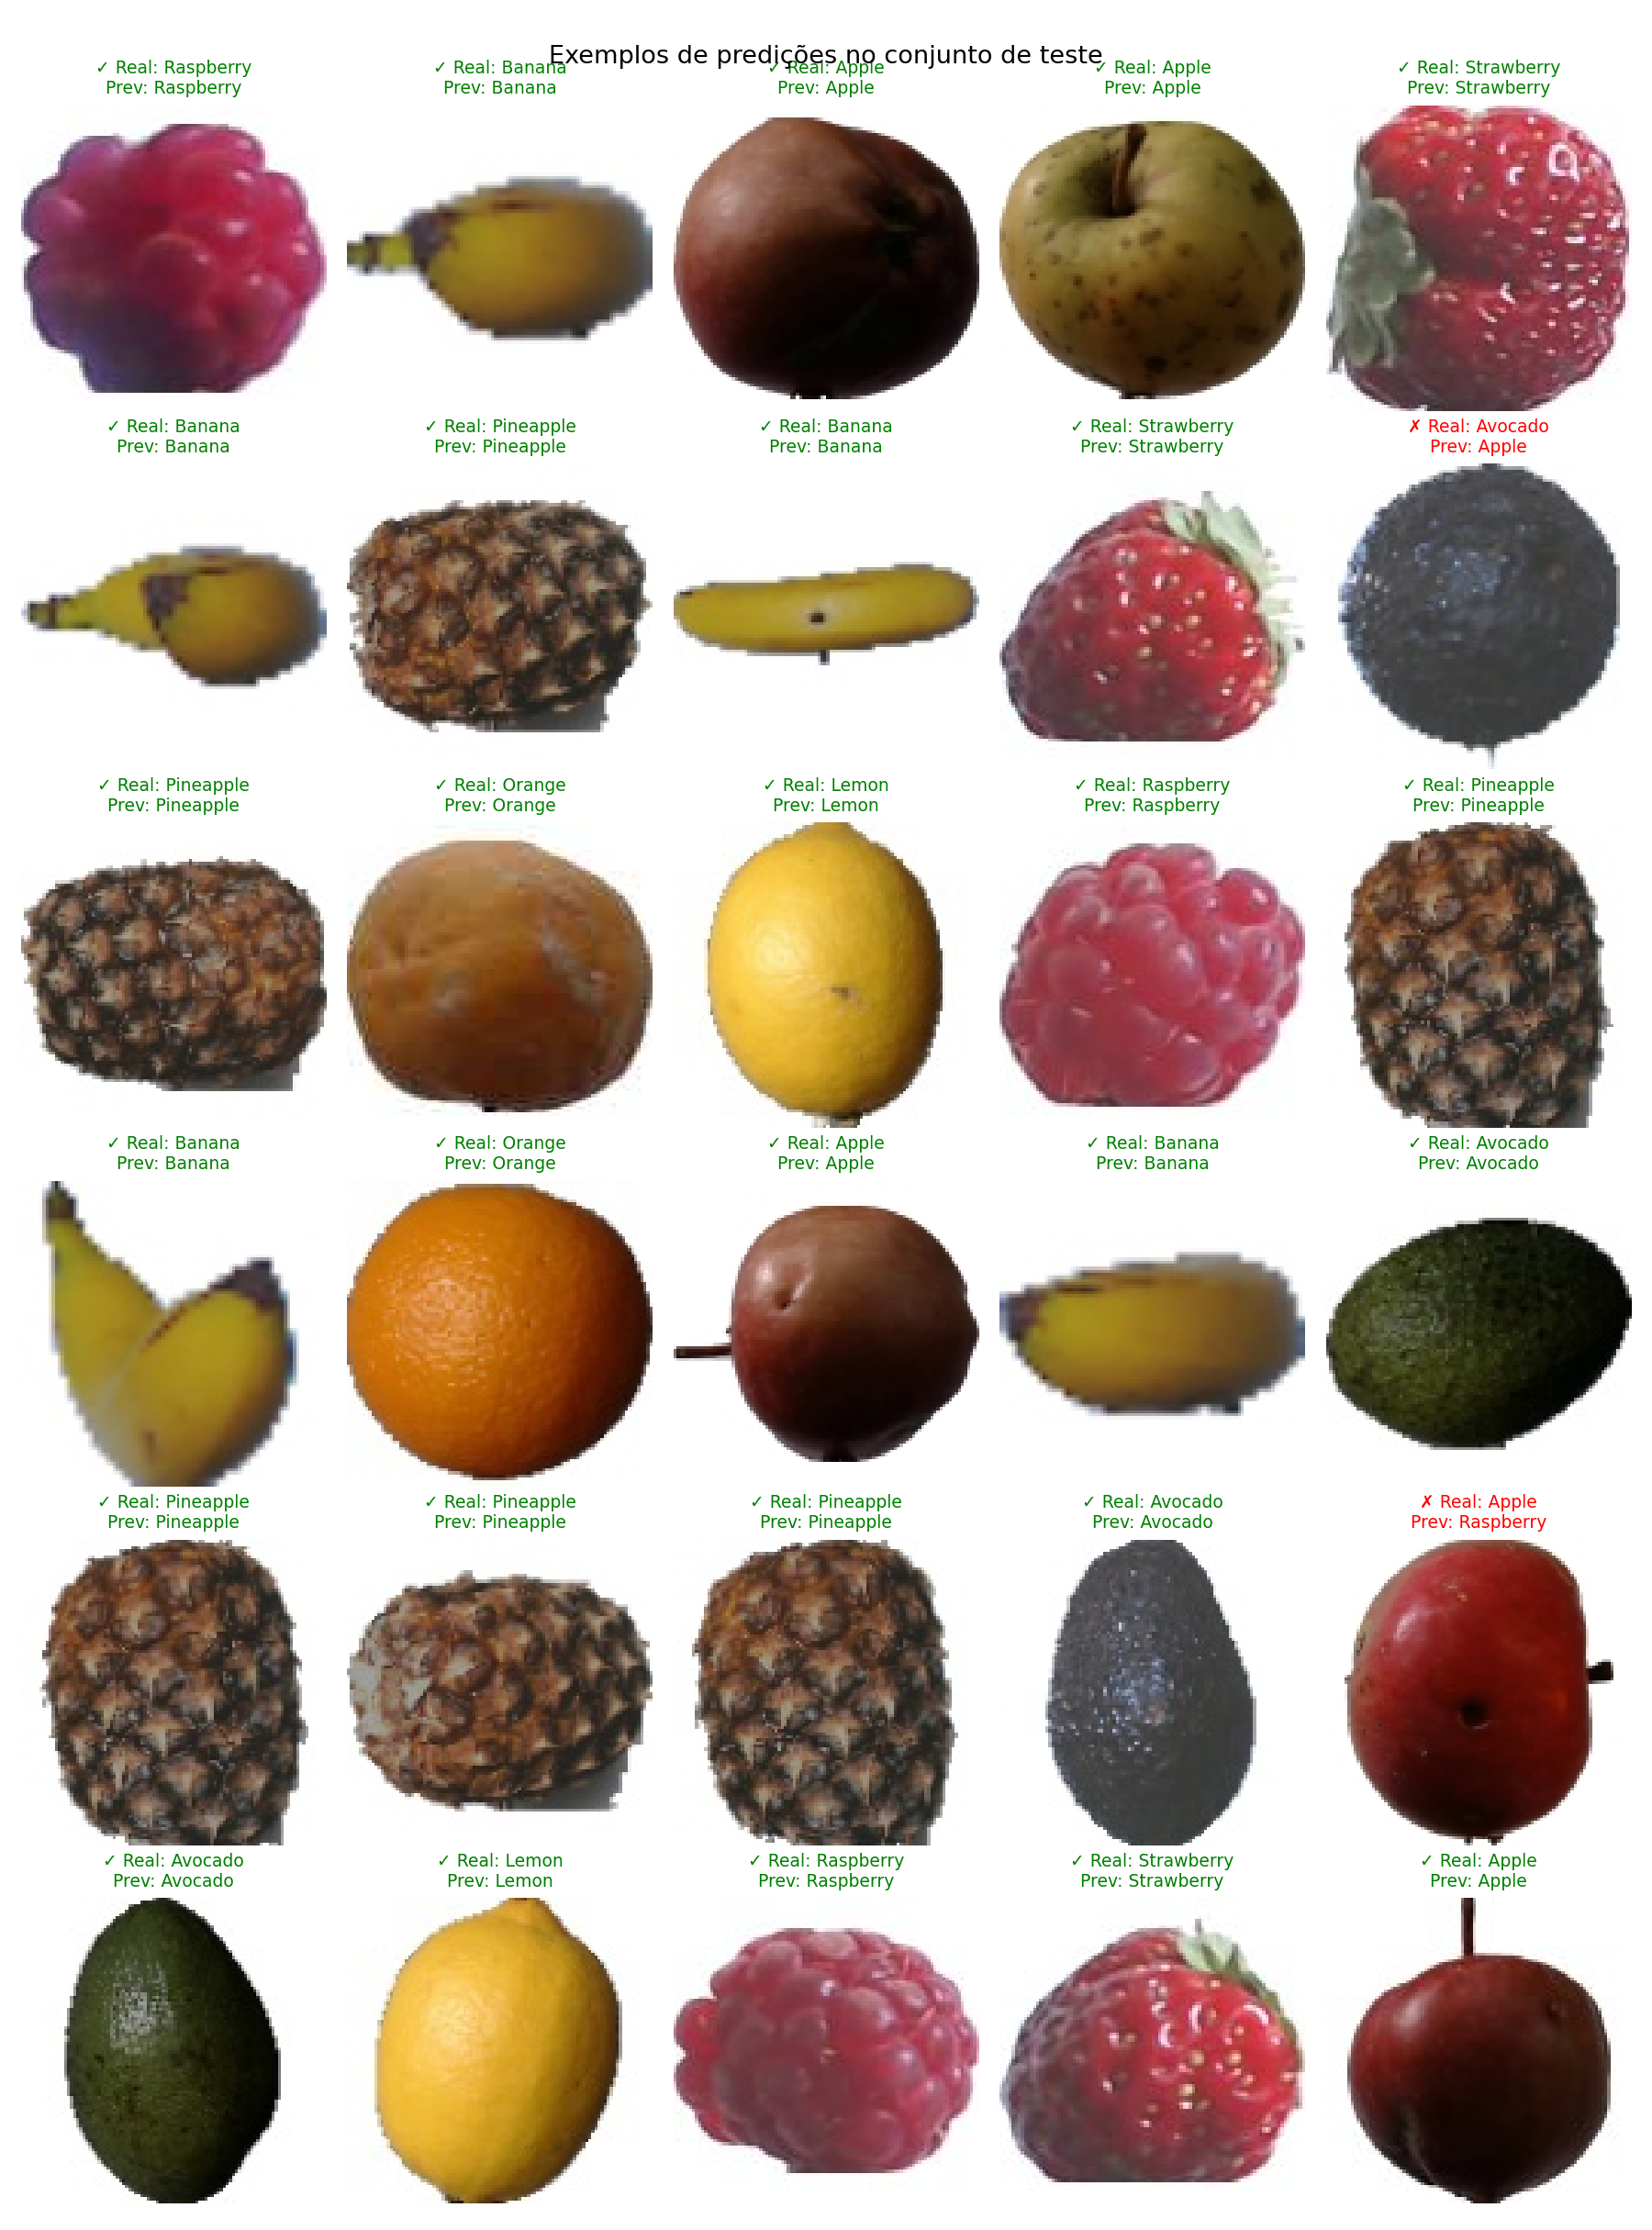 Exemplos de predições no conjunto de teste
✓ Real: Raspberry
Prev: Raspberry
✓ Real: Banana
Prev: Banana
✓ Real: Apple
Prev: Apple
✓ Real: Apple
Prev: Apple
✓ Real: Strawberry
Prev: Strawberry
✓ Real: Banana
Prev: Banana
✓ Real: Pineapple
Prev: Pineapple
✓ Real: Banana
Prev: Banana
✓ Real: Strawberry
Prev: Strawberry
✗ Real: Avocado
Prev: Apple
✓ Real: Pineapple
Prev: Pineapple
✓ Real: Orange
Prev: Orange
✓ Real: Lemon
Prev: Lemon
✓ Real: Raspberry
Prev: Raspberry
✓ Real: Pineapple
Prev: Pineapple
✓ Real: Banana
Prev: Banana
✓ Real: Orange
Prev: Orange
✓ Real: Apple
Prev: Apple
✓ Real: Banana
Prev: Banana
✓ Real: Avocado
Prev: Avocado
✓ Real: Pineapple
Prev: Pineapple
✓ Real: Pineapple
Prev: Pineapple
✓ Real: Pineapple
Prev: Pineapple
✓ Real: Avocado
Prev: Avocado
✗ Real: Apple
Prev: Raspberry
✓ Real: Avocado
Prev: Avocado
✓ Real: Lemon
Prev: Lemon
✓ Real: Raspberry
Prev: Raspberry
✓ Real: Strawberry
Prev: Strawberry
✓ Real: Apple
Prev: Apple